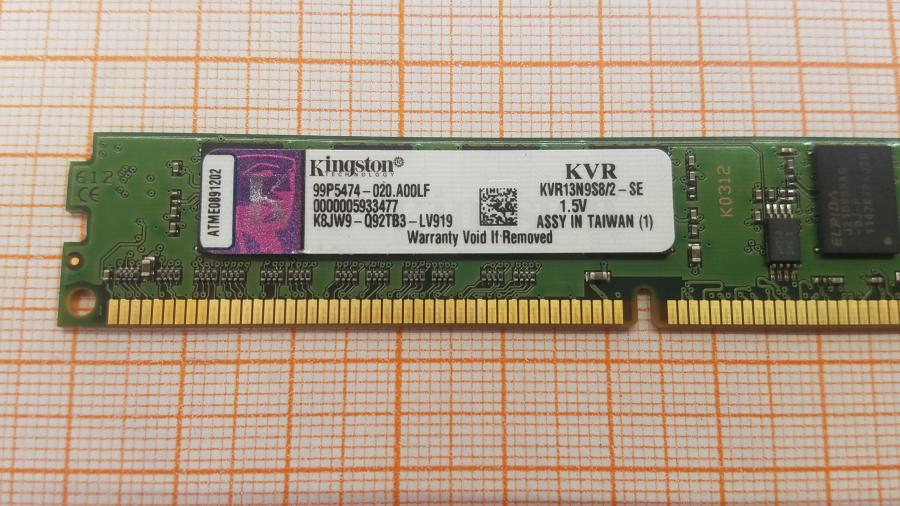 612
CE
ATME0891202
Kingston®
TECHNOLOGY
99P5474-020.A00LF
0000005933477
K8JW9-Q92TB3-LV919
KVR
KVR13N9S8/2-SE
1.5V
ASSY IN TAIWAN (1)
Warranty Void If Removed
K0312
ELPIDA